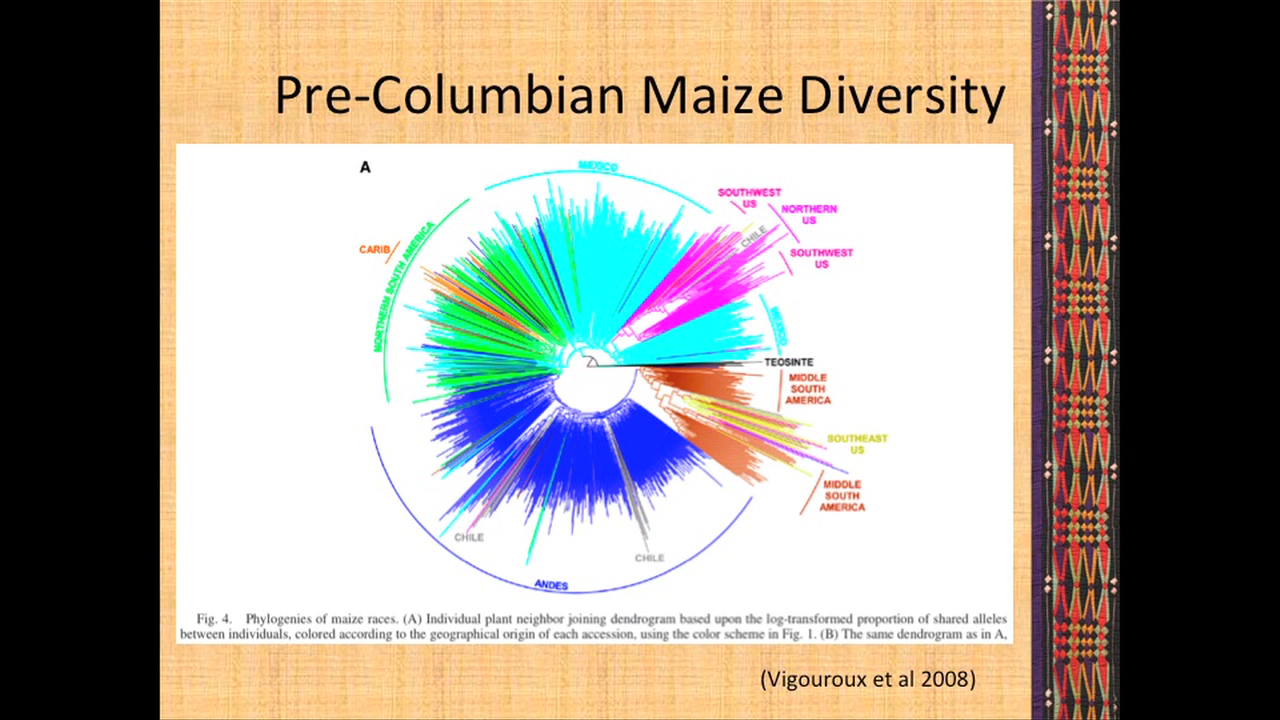 Pre-Columbian Maize Diversity
A
MEXICO
SOUTHWEST
US
NORTHERN
US
CHILE
SOUTHWEST
US
CARIB
NORTHERN SOUTH AMERICA
MEXICO
TEOSINTE
MIDDLE
SOUTH
AMERICA
SOUTHEAST
US
MIDDLE
SOUTH
AMERICA
CHILE
CHILE
ANDES
Fig. 4. Phylogenies of maize races. (A) Individual plant neighbor joining dendrogram based upon the log-transformed proportion of shared alleles
between individuals, colored according to the geographical origin of each accession, using the color scheme in Fig. 1. (B) The same dendrogram as in A,
(Vigouroux et al 2008)